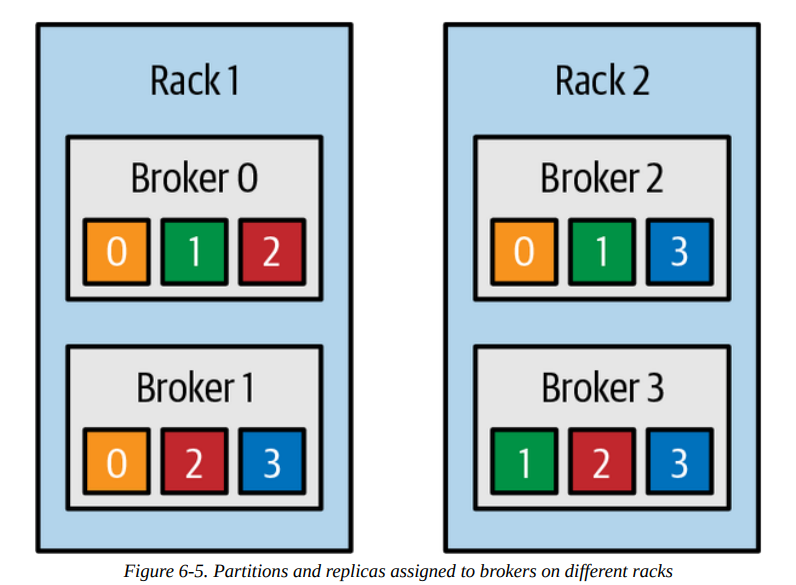 Rack 1
Rack 2
Broker 0
0 1 2
Broker 2
0 1 3
Broker 1
0 2 3
Broker 3
1 2 3
Figure 6-5. Partitions and replicas assigned to brokers on different racks